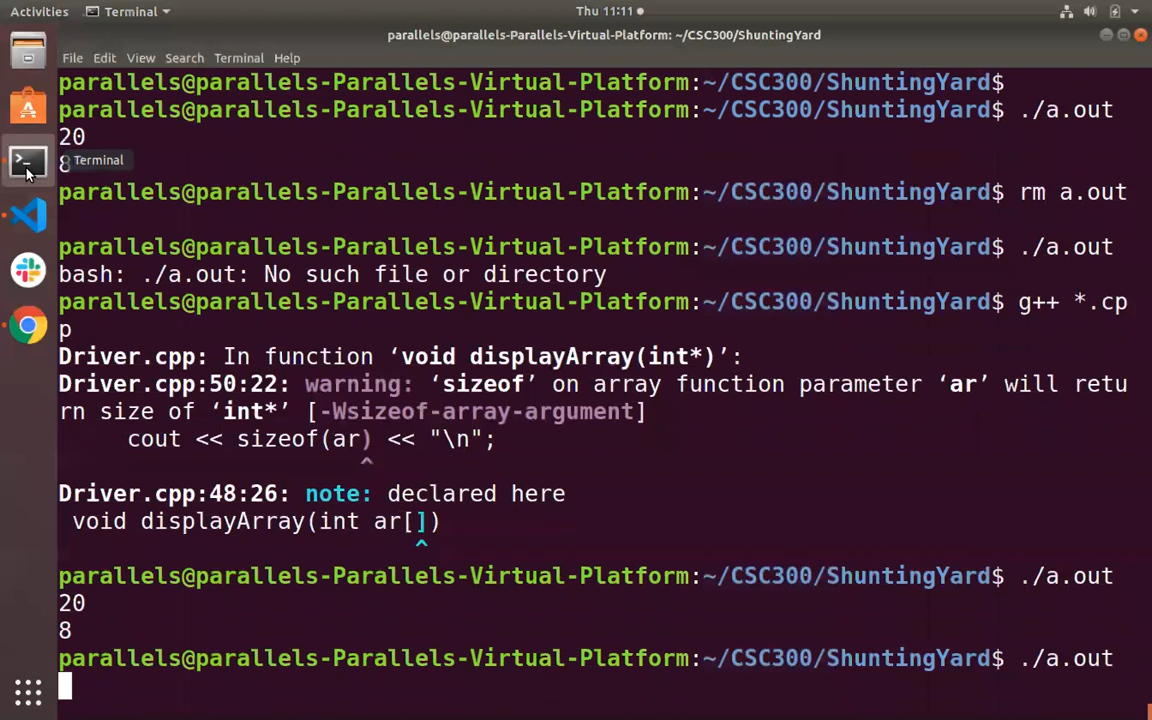 Activities Terminal Thu 11:11
parallels@parallels-Parallels-Virtual-Platform: ~/CSC300/ShuntingYard
File Edit View Search Terminal Help
parallels@parallels-Parallels-Virtual-Platform:~/CSC300/ShuntingYard$
parallels@parallels-Parallels-Virtual-Platform:~/CSC300/ShuntingYard$ ./a.out
20
8
Terminal
parallels@parallels-Parallels-Virtual-Platform:~/CSC300/ShuntingYard$ rm a.out
parallels@parallels-Parallels-Virtual-Platform:~/CSC300/ShuntingYard$ ./a.out
bash: ./a.out: No such file or directory
parallels@parallels-Parallels-Virtual-Platform:~/CSC300/ShuntingYard$ g++ *.cp
p
Driver.cpp: In function ‘void displayArray(int*)’:
Driver.cpp:50:22: warning: ‘sizeof’ on array function parameter ‘ar’ will retu
rn size of ‘int*’ [-Wsizeof-array-argument]
cout << sizeof(ar) << "\n";
^
Driver.cpp:48:26: note: declared here
void displayArray(int ar[])
^
parallels@parallels-Parallels-Virtual-Platform:~/CSC300/ShuntingYard$ ./a.out
20
8
parallels@parallels-Parallels-Virtual-Platform:~/CSC300/ShuntingYard$ ./a.out